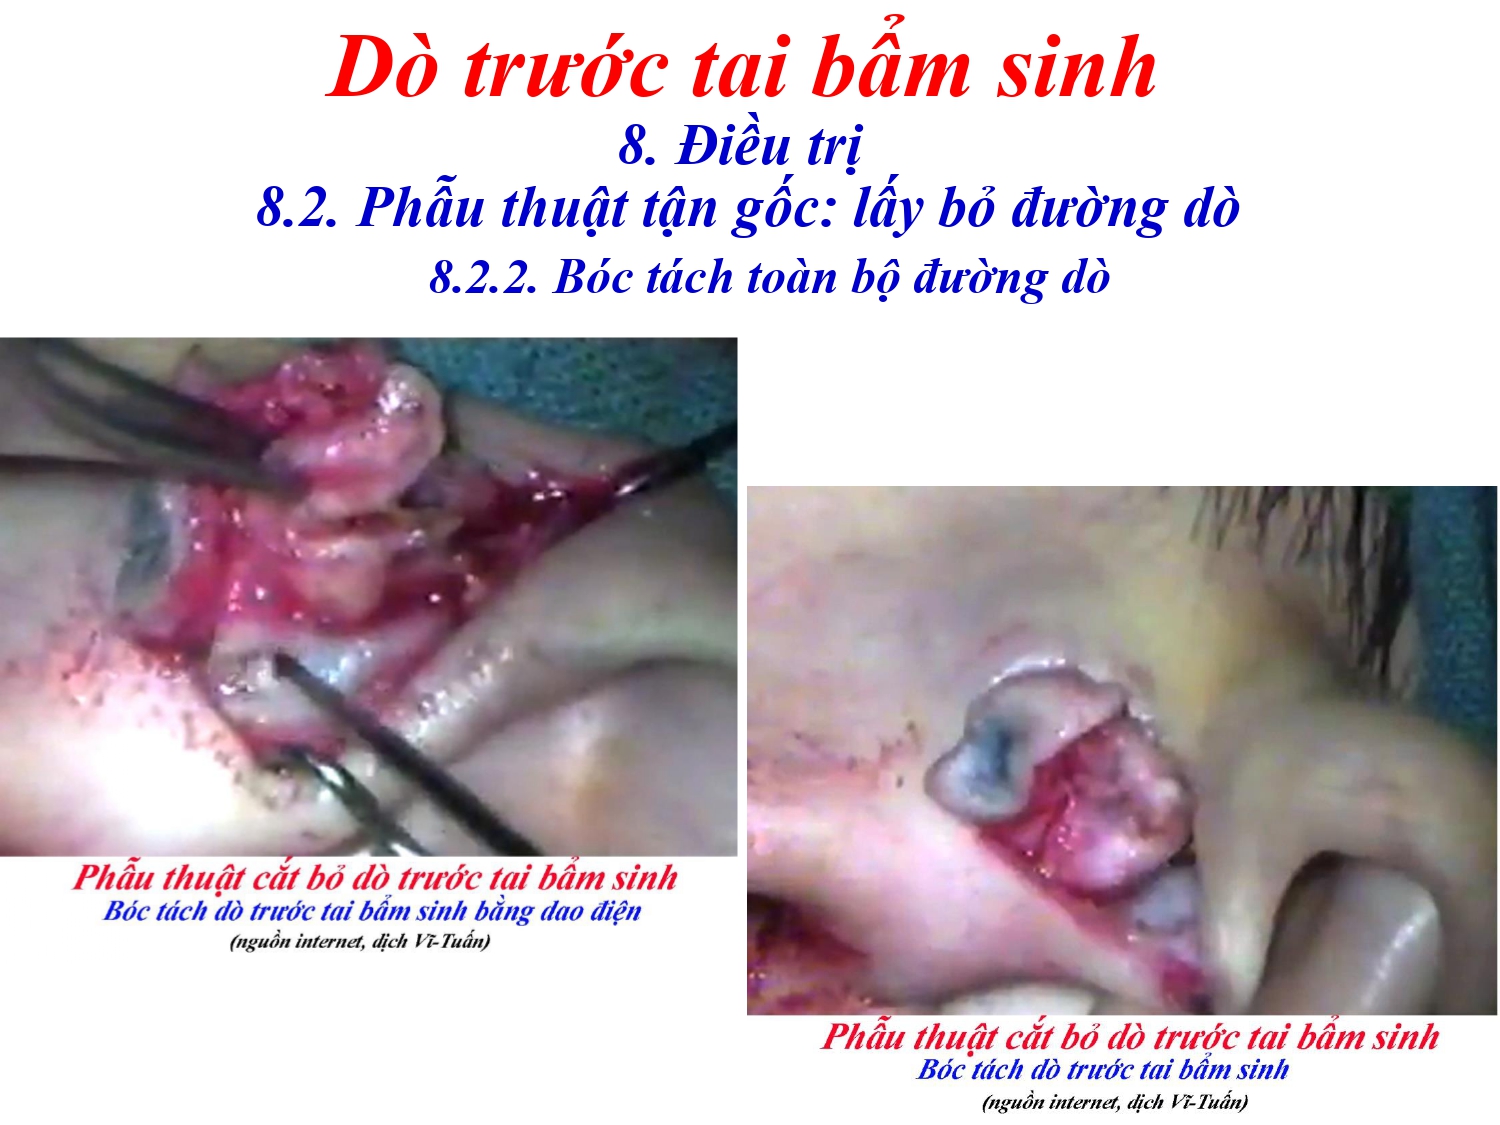 Dò trước tai bẩm sinh
8. Điều trị
8.2. Phẫu thuật tận gốc: lấy bỏ đường dò
8.2.2. Bóc tách toàn bộ đường dò
Phẫu thuật cắt bỏ dò trước tai bẩm sinh
Bóc tách dò trước tai bẩm sinh bằng dao điện
(nguồn internet, dịch Vĩ-Tuấn)
Phẫu thuật cắt bỏ dò trước tai bẩm sinh
Bóc tách dò trước tai bẩm sinh
(nguồn internet, dịch Vĩ-Tuấn)